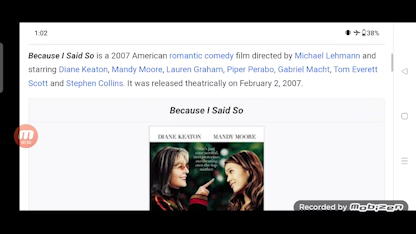 1:02
38%
Because I Said So is a 2007 American romantic comedy film directed by Michael Lehmann and
starring Diane Keaton, Mandy Moore, Lauren Graham, Piper Perabo, Gabriel Macht, Tom Everett
Scott and Stephen Collins. It was released theatrically on February 2, 2007.
Because I Said So
DIANE KEATON MANDY MOORE
Recorded by Mobizen